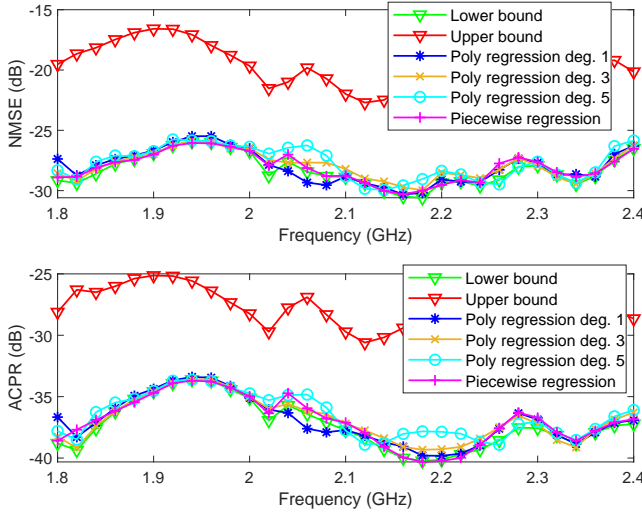 -15
-20
-25
-30
NMSE (dB)
Lower bound
Upper bound
Poly regression deg. 1
Poly regression deg. 3
Poly regression deg. 5
Piecewise regression
1.8 1.9 2 2.1 2.2 2.3 2.4
Frequency (GHz)
-25
-30
-35
-40
ACPR (dB)
Lower bound
Upper bound
Poly regression deg. 1
Poly regression deg. 3
Poly regression deg. 5
Piecewise regression
1.8 1.9 2 2.1 2.2 2.3 2.4
Frequency (GHz)